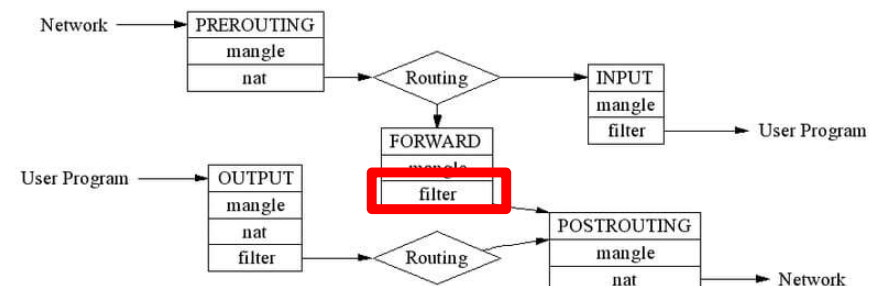 Network
PREROUTING
mangle
nat
Routing
INPUT
mangle
filter
User Program
FORWARD
mangle
filter
User Program
OUTPUT
mangle
nat
filter
Routing
POSTROUTING
mangle
nat
Network